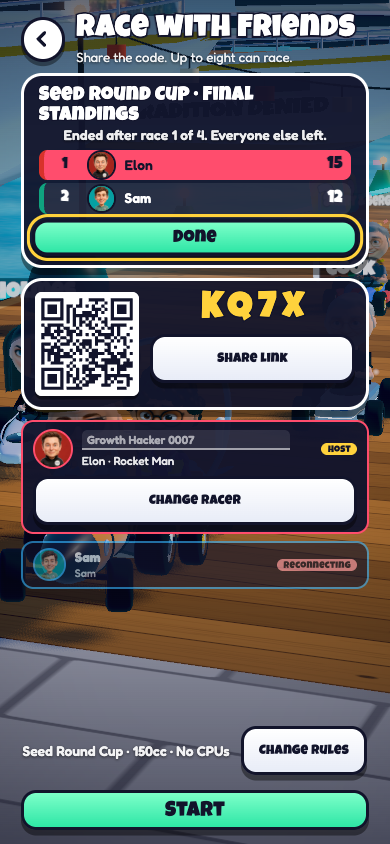 Race with Friends
Share the code. Up to eight can race.
Seed Round Cup · Final
Standings
Ended after race 1 of 4. Everyone else left.
1 Elon 15
2 Sam 12
Done
KQ7X
Share link
Growth Hacker 0007
HOST
Elon · Rocket Man
Change racer
Sam
Reconnecting
Sam
Seed Round Cup · 150cc · No CPUs
Change rules
START